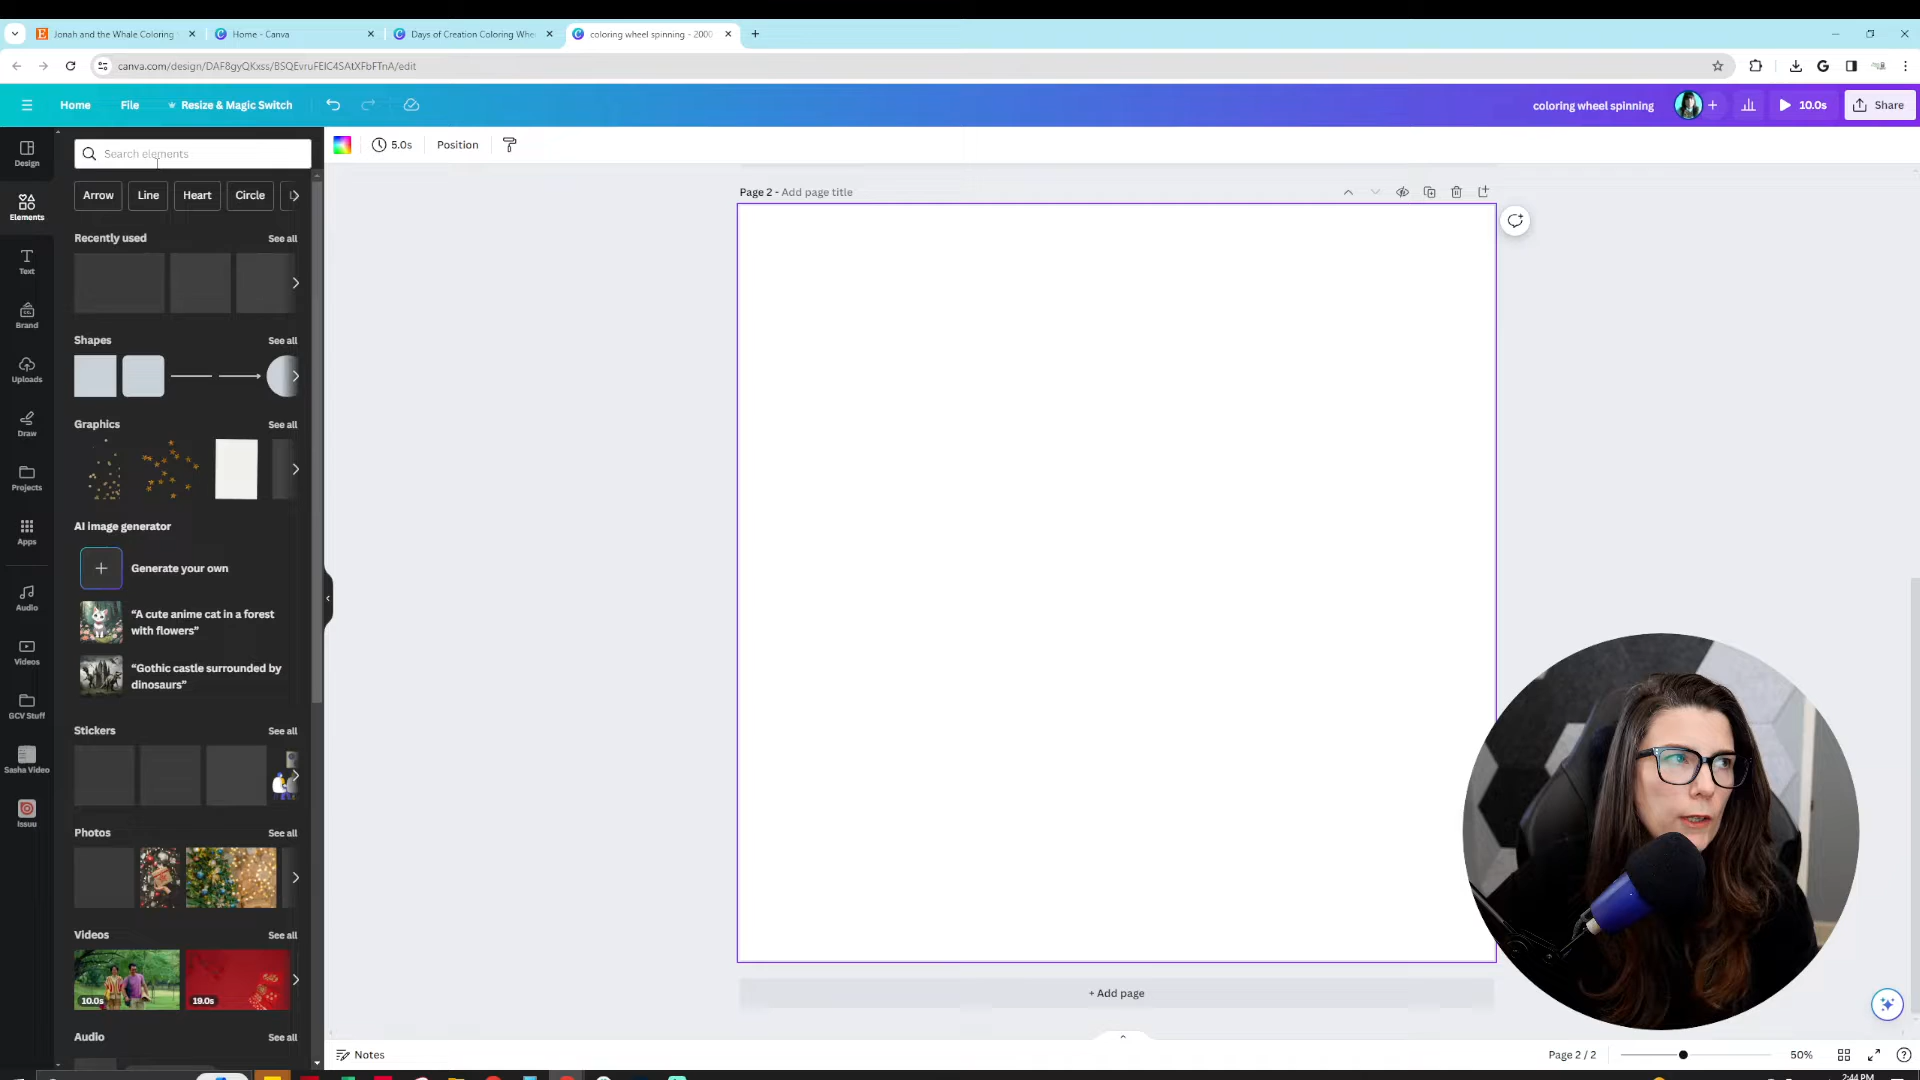 Jonah and the Whale Coloring
Home - Canva
Days of Creation Coloring Whe
coloring wheel spinning - 2000
canva.com/design/DAF8gyQKxss/BSQEvruFEIC4SAtXFbFTnA/edit
Home
File
Resize & Magic Switch
coloring wheel spinning
10.0s
Share
Search elements
5.0s
Position
Design
Elements
Text
Brand
Uploads
Draw
Projects
Apps
Audio
Videos
GCV Stuff
Sasha Video
Issuu
Arrow
Line
Heart
Circle
Recently used
See all
Shapes
See all
Graphics
See all
AI image generator
Generate your own
“A cute anime cat in a forest
with flowers”
“Gothic castle surrounded by
dinosaurs”
Stickers
See all
Photos
See all
Videos
See all
10.0s
19.0s
Audio
See all
Page 2 - Add page title
+ Add page
Notes
Page 2 / 2
50%
2:44 PM